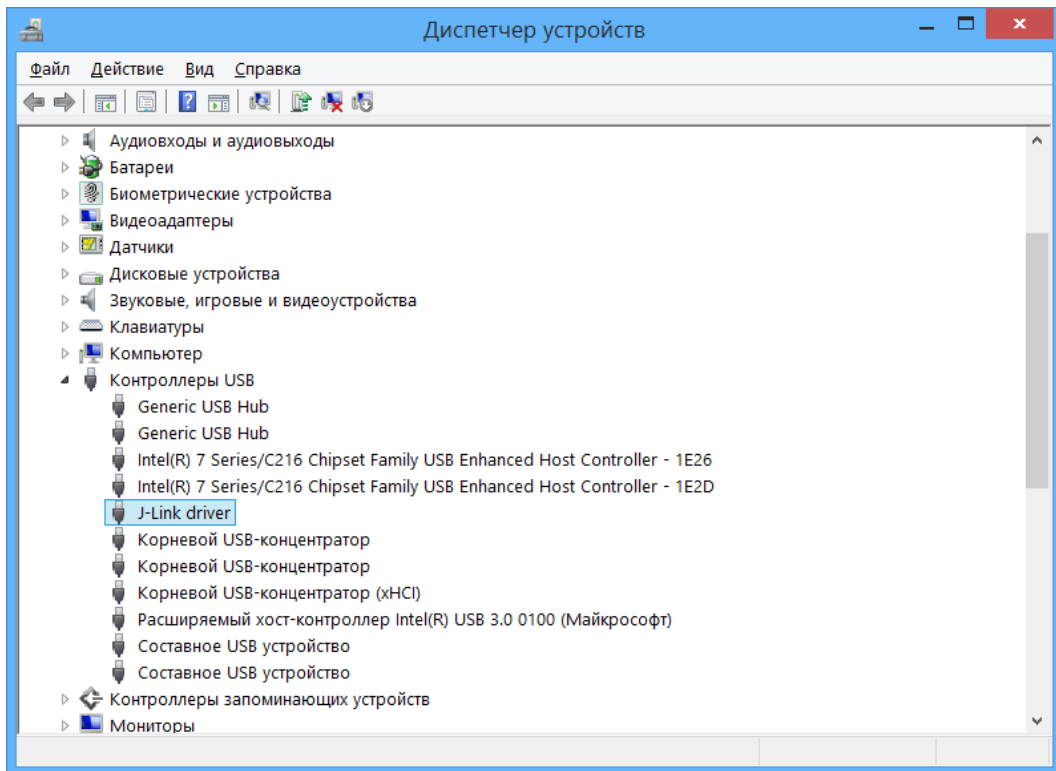 Диспетчер устройств
Файл Действие Вид Справка
Аудиовходы и аудиовыходы
Батареи
Биометрические устройства
Видеоадаптеры
Датчики
Дисковые устройства
Звуковые, игровые и видеоустройства
Клавиатуры
Компьютер
Контроллеры USB
Generic USB Hub
Generic USB Hub
Intel(R) 7 Series/C216 Chipset Family USB Enhanced Host Controller - 1E26
Intel(R) 7 Series/C216 Chipset Family USB Enhanced Host Controller - 1E2D
J-Link driver
Корневой USB-концентратор
Корневой USB-концентратор
Корневой USB-концентратор (xHCI)
Расширяемый хост-контроллер Intel(R) USB 3.0 0100 (Майкрософт)
Составное USB устройство
Составное USB устройство
Контроллеры запоминающих устройств
Мониторы